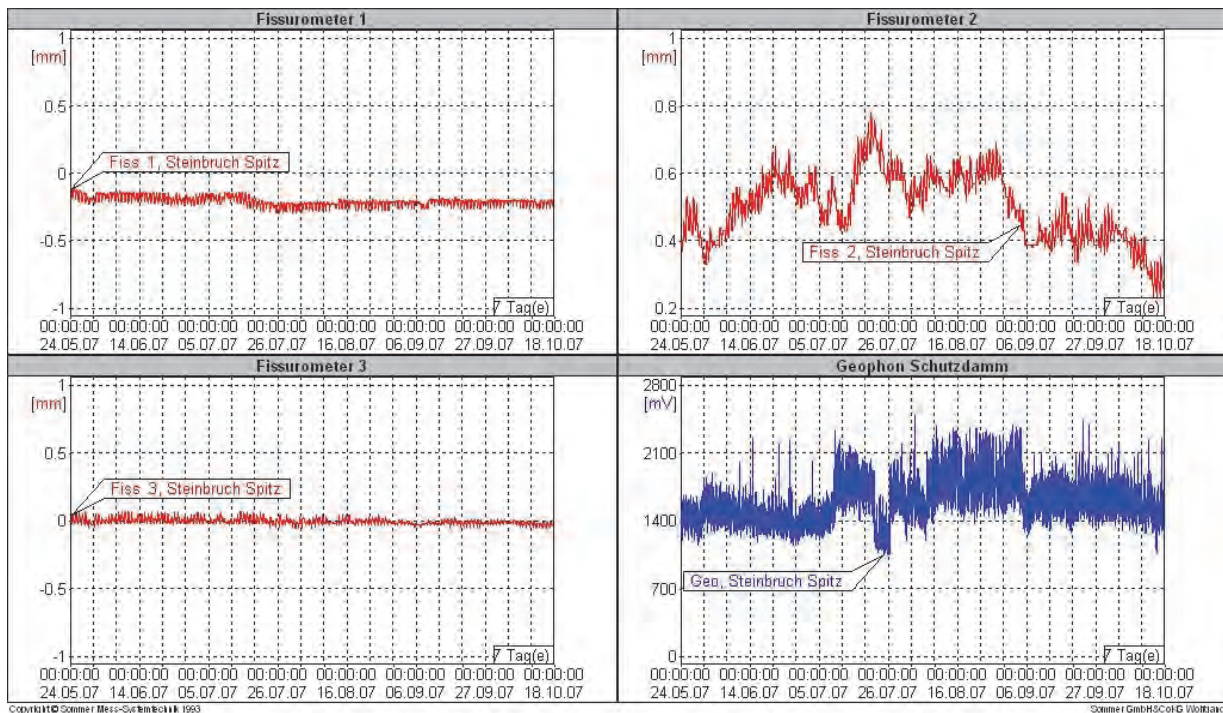 Fissurometer 1
1
[mm]
0.5
Fiss 1, Steinbruch Spitz
0
-0.5
-1
7 Tag(e)
00:00:00 00:00:00 00:00:00 00:00:00 00:00:00 00:00:00 00:00:00 00:00:00
24.05.07 14.06.07 05.07.07 26.07.07 16.08.07 06.09.07 27.09.07 18.10.07
Fissurometer 2
1
[mm]
0.8
0.6
Fiss 2, Steinbruch Spitz
0.4
0.2
7 Tag(e)
00:00:00 00:00:00 00:00:00 00:00:00 00:00:00 00:00:00 00:00:00 00:00:00
24.05.07 14.06.07 05.07.07 26.07.07 16.08.07 06.09.07 27.09.07 18.10.07
Fissurometer 3
1
[mm]
0.5
Fiss 3, Steinbruch Spitz
0
-0.5
-1
7 Tag(e)
00:00:00 00:00:00 00:00:00 00:00:00 00:00:00 00:00:00 00:00:00 00:00:00
24.05.07 14.06.07 05.07.07 26.07.07 16.08.07 06.09.07 27.09.07 18.10.07
Geophon Schutzdamm
2800
[mV]
2100
1400
Geo, Steinbruch Spitz
700
0
7 Tag(e)
00:00:00 00:00:00 00:00:00 00:00:00 00:00:00 00:00:00 00:00:00 00:00:00
24.05.07 14.06.07 05.07.07 26.07.07 16.08.07 06.09.07 27.09.07 18.10.07
Copyright © Sommer Mess-Systemtechnik 1993
Sommer GmbH&CoKG